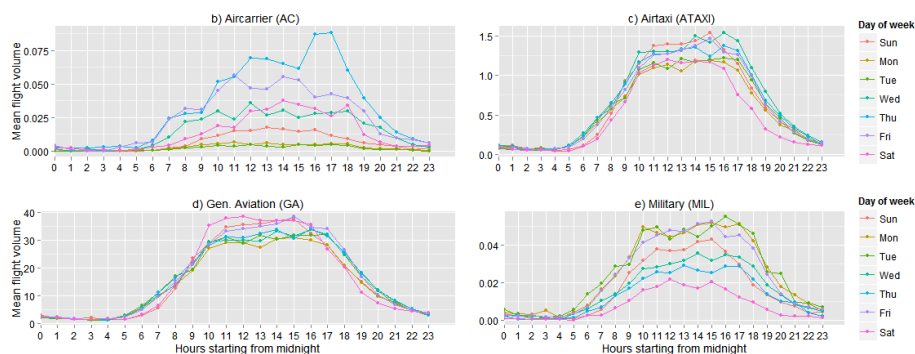 b) Aircarrier (AC)
Mean flight volume
0.075
0.050
0.025
0.000
0 1 2 3 4 5 6 7 8 9 10 11 12 13 14 15 16 17 18 19 20 21 22 23
c) Airtaxi (ATAXI)
1.5
1.0
0.5
0.0
0 1 2 3 4 5 6 7 8 9 10 11 12 13 14 15 16 17 18 19 20 21 22 23
Day of week
Sun
Mon
Tue
Wed
Thu
Fri
Sat
d) Gen. Aviation (GA)
Mean flight volume
40
30
20
10
0
0 1 2 3 4 5 6 7 8 9 10 11 12 13 14 15 16 17 18 19 20 21 22 23
Hours starting from midnight
e) Military (MIL)
0.04
0.02
0.00
0 1 2 3 4 5 6 7 8 9 10 11 12 13 14 15 16 17 18 19 20 21 22 23
Hours starting from midnight
Day of week
Sun
Mon
Tue
Wed
Thu
Fri
Sat